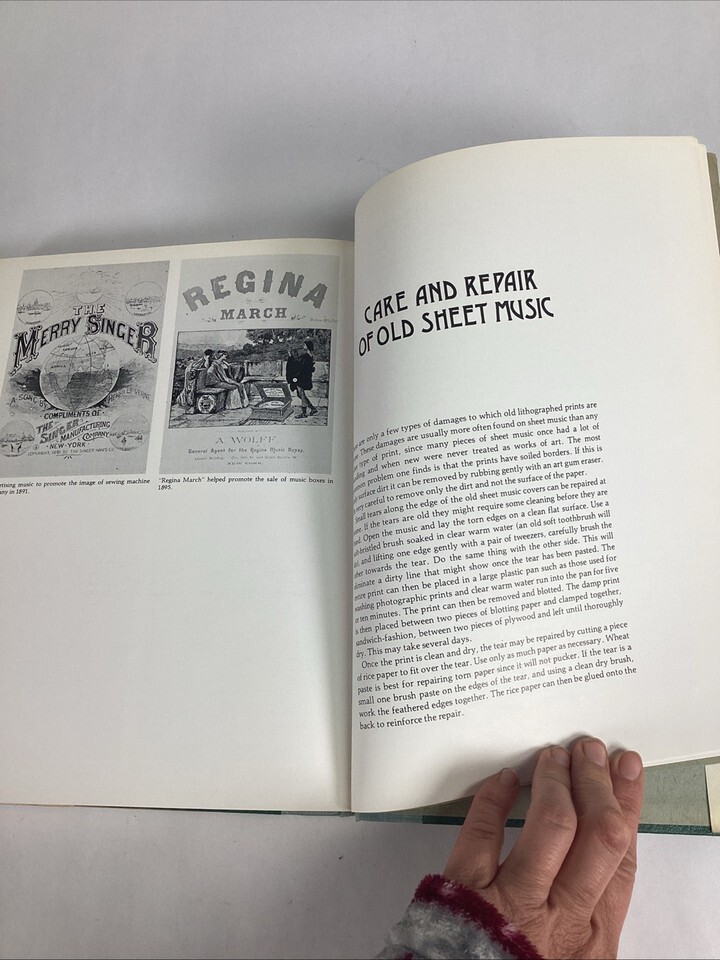 THE
MERRY SINGER
A SONG BY
COMPLIMENTS OF
THE SINGER
MANUFACTURING
COMPANY
NEW-YORK
rtising music to promote the image of sewing machine
any in 1891.
REGINA
MARCH
A WOLFF
General Agent for the Regina Music Boxes
NEW YORK
"Regina March" helped promote the sale of music boxes in
1895.
CARE AND REPAIR
OF OLD SHEET MUSIC
are only a few types of damages to which old lithographed prints are
These damages are usually more often found on sheet music than any
type of print, since many pieces of sheet music once had a lot of
and when new were never treated as works of art. The most
common problem one finds is that the prints have soiled borders. If this is
surface dirt it can be removed by rubbing gently with an art gum eraser.
very careful to remove only the dirt and not the surface of the paper.
Small tears along the edge of the old sheet music covers can be repaired at
If the tears are old they might require some cleaning before they are
Open the music and lay the torn edges on a clean flat surface. Use a
bristled brush soaked in clear warm water (an old soft toothbrush will
and lifting one edge gently with a pair of tweezers, carefully brush the
towards the tear. Do the same thing with the other side. This will
eliminate a dirty line that might show once the tear has been pasted. The
entire print can then be placed in a large plastic pan such as those used for
washing photographic prints and clear warm water run into the pan for five
or ten minutes. The print can then be removed and blotted. The damp print
is then placed between two pieces of blotting paper and clamped together,
sandwich-fashion, between two pieces of plywood and left until thoroughly
dry. This may take several days.
Once the print is clean and dry, the tear may be repaired by cutting a piece
of rice paper to fit over the tear. Use only as much paper as necessary. Wheat
paste is best for repairing torn paper since it will not pucker. If the tear is a
small one brush paste on the edges of the tear, and using a clean dry brush,
work the feathered edges together. The rice paper can then be glued onto the
back to reinforce the repair.